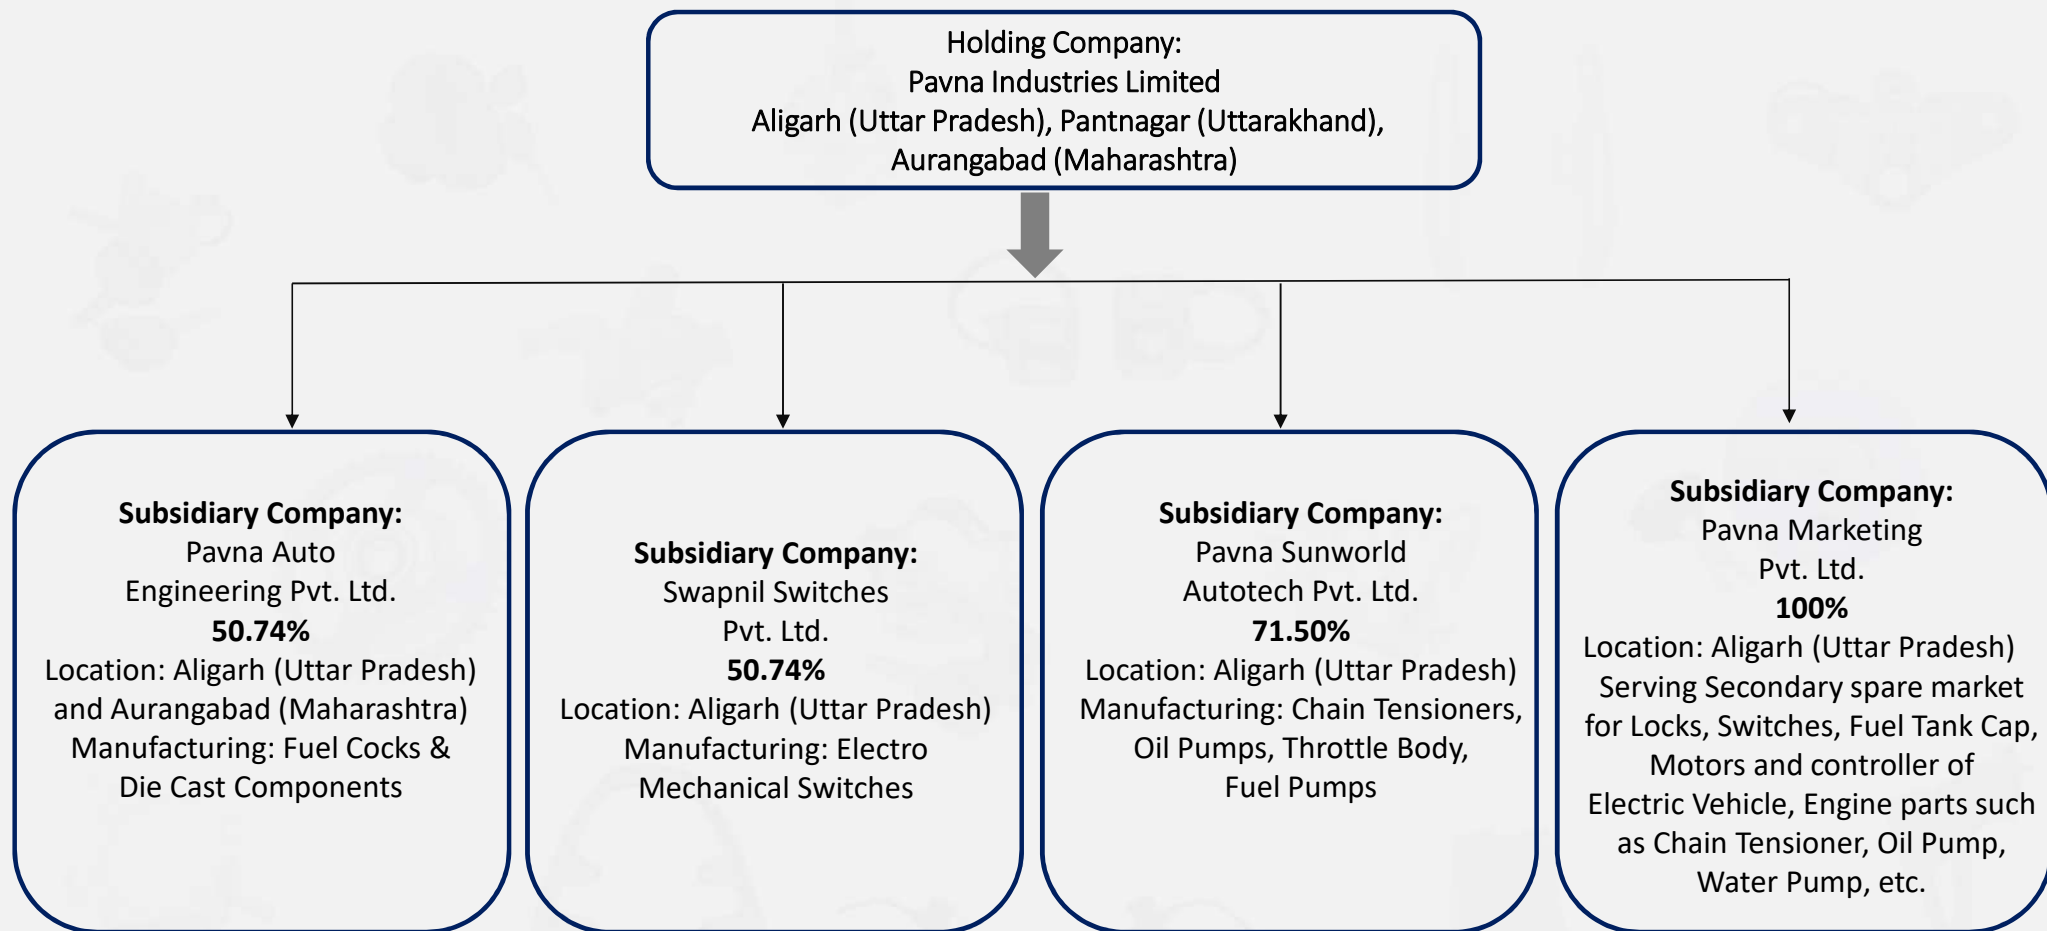 Holding Company:
Pavna Industries Limited
Aligarh (Uttar Pradesh), Pantnagar (Uttarakhand),
Aurangabad (Maharashtra)
Subsidiary Company:
Pavna Auto
Engineering Pvt. Ltd.
50.74%
Location: Aligarh (Uttar Pradesh)
and Aurangabad (Maharashtra)
Manufacturing: Fuel Cocks &
Die Cast Components
Subsidiary Company:
Swapnil Switches
Pvt. Ltd.
50.74%
Location: Aligarh (Uttar Pradesh)
Manufacturing: Electro
Mechanical Switches
Subsidiary Company:
Pavna Sunworld
Autotech Pvt. Ltd.
71.50%
Location: Aligarh (Uttar Pradesh)
Manufacturing: Chain Tensioners,
Oil Pumps, Throttle Body,
Fuel Pumps
Subsidiary Company:
Pavna Marketing
Pvt. Ltd.
100%
Location: Aligarh (Uttar Pradesh)
Serving Secondary spare market
for Locks, Switches, Fuel Tank Cap,
Motors and controller of
Electric Vehicle, Engine parts such
as Chain Tensioner, Oil Pump,
Water Pump, etc.